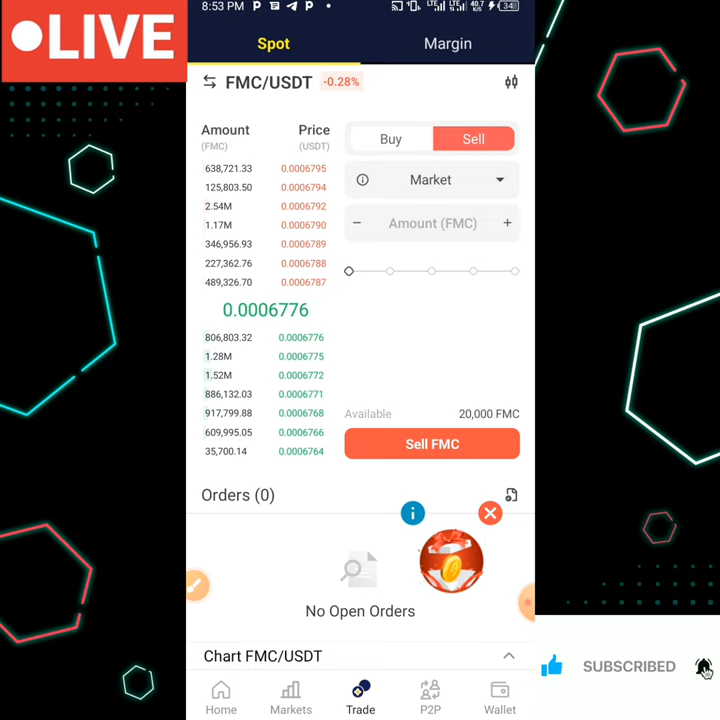 LIVE
8:53 PM
LTE LTE 40.7 K/S 34
Spot Margin
FMC/USDT -0.28%
Amount Price
(FMC) (USDT)
Buy Sell
638,721.33 0.0006795
125,803.50 0.0006794
Market
2.54M 0.0006792
1.17M 0.0006790
− Amount (FMC) +
346,956.93 0.0006789
227,362.76 0.0006788
489,326.70 0.0006787
0.0006776
806,803.32 0.0006776
1.28M 0.0006775
1.52M 0.0006772
886,132.03 0.0006771
917,799.88 0.0006768
Available 20,000 FMC
609,995.05 0.0006766
Sell FMC
35,700.14 0.0006764
Orders (0)
No Open Orders
Chart FMC/USDT
SUBSCRIBED
Home Markets Trade P2P Wallet